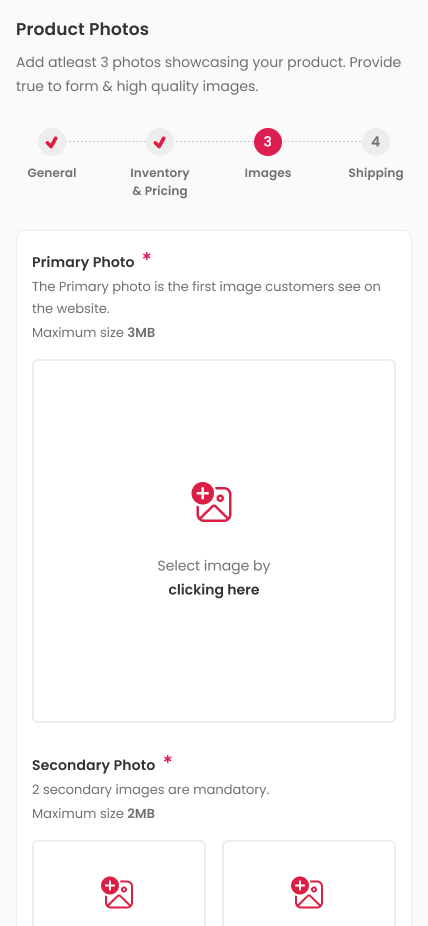 Product Photos
Add atleast 3 photos showcasing your product. Provide
true to form & high quality images.
3
4
General
Inventory
& Pricing
Images
Shipping
Primary Photo *
The Primary photo is the first image customers see on
the website.
Maximum size 3MB
Select image by
clicking here
Secondary Photo *
2 secondary images are mandatory.
Maximum size 2MB